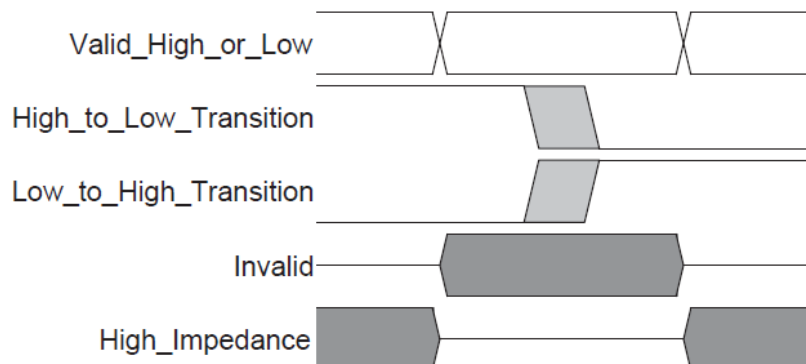 Valid_High_or_Low
High_to_Low_Transition
Low_to_High_Transition
Invalid
High_Impedance